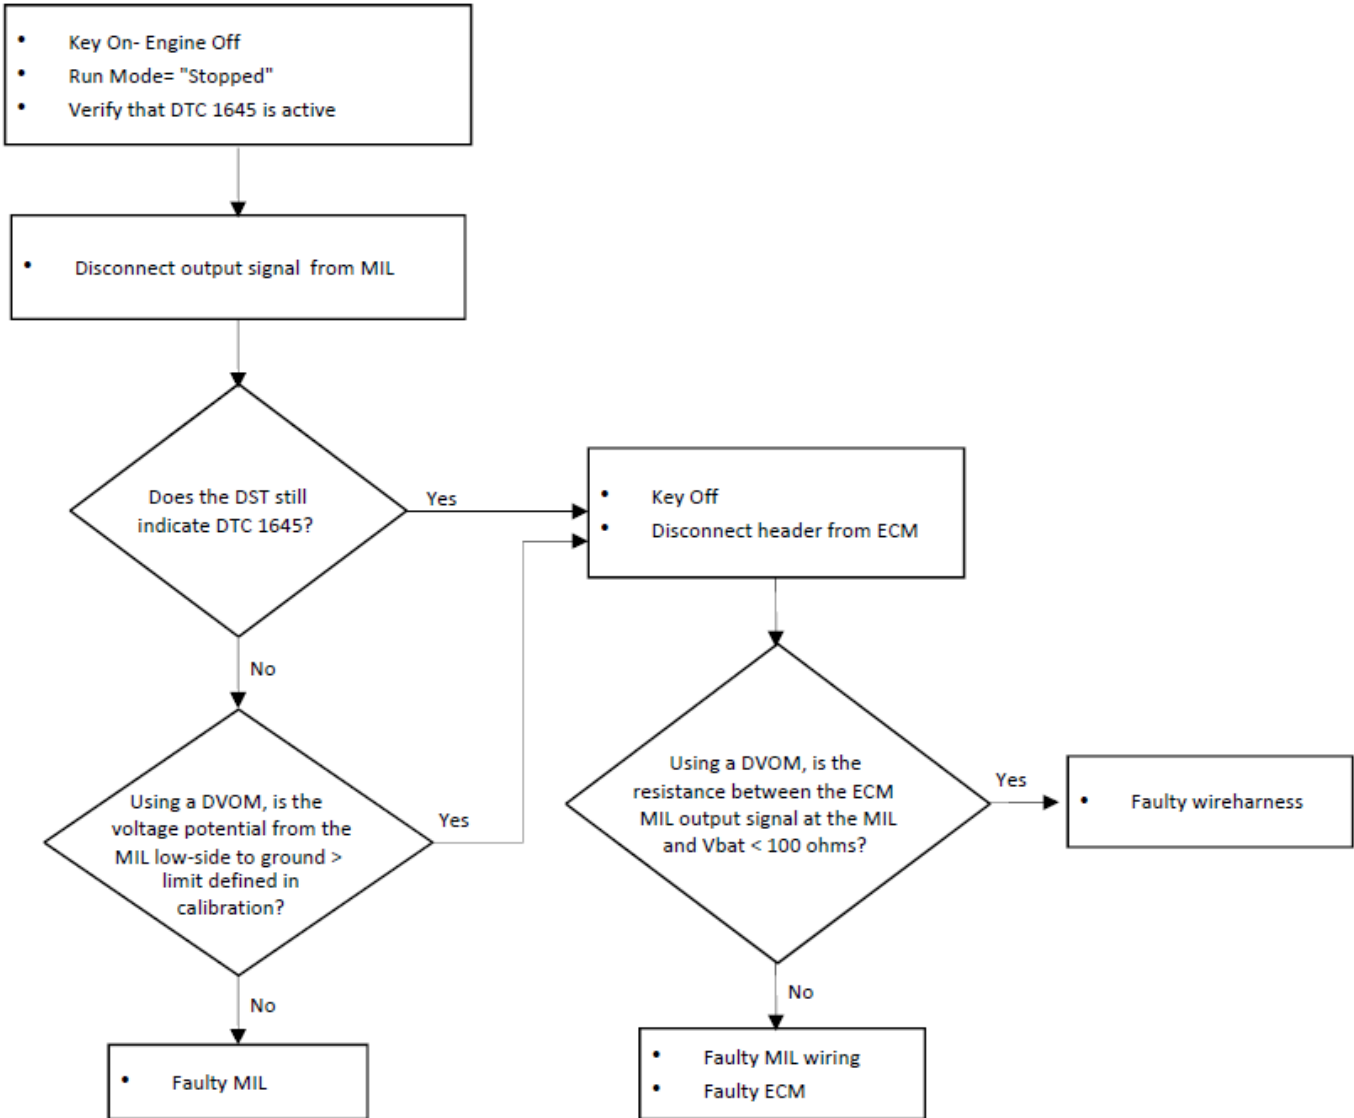 • Key On- Engine Off
• Run Mode= "Stopped"
• Verify that DTC 1645 is active
• Disconnect output signal from MIL
Does the DST still
indicate DTC 1645?
Yes
• Key Off
• Disconnect header from ECM
No
Using a DVOM, is the
voltage potential from the
MIL low-side to ground >
limit defined in
calibration?
Yes
Using a DVOM, is the
resistance between the ECM
MIL output signal at the MIL
and Vbat < 100 ohms?
Yes
• Faulty wireharness
No
• Faulty MIL
No
• Faulty MIL wiring
• Faulty ECM